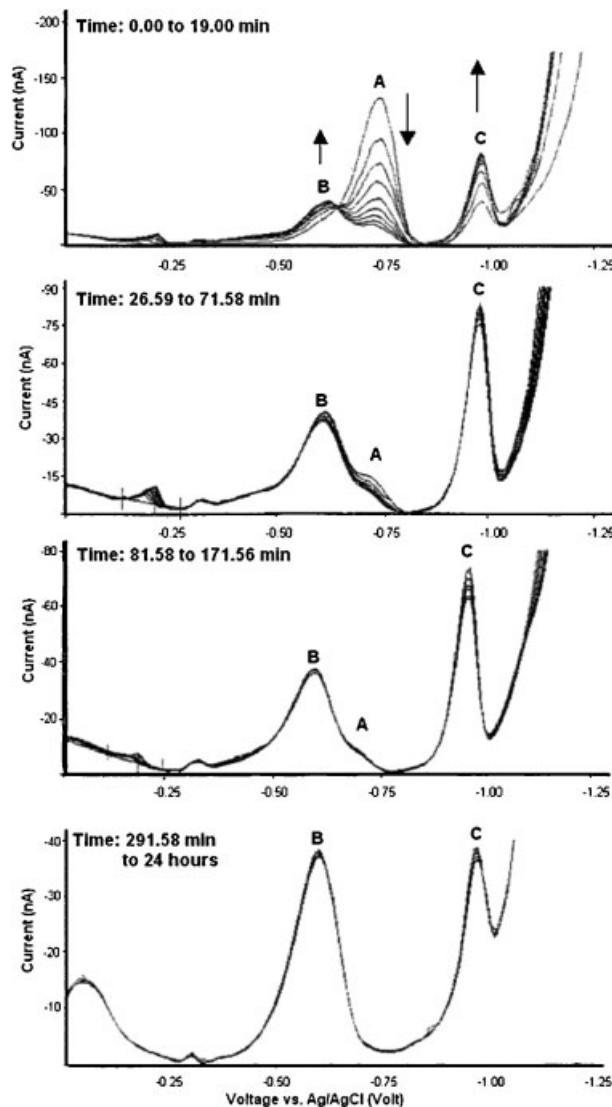 Time: 0.00 to 19.00 min
Current (nA)
-200
-150
-100
-50
A
B
C
-0.25
-0.50
-0.75
-1.00
-1.25
Time: 26.59 to 71.58 min
Current (nA)
-90
-75
-60
-45
-30
-15
B
A
C
-0.25
-0.50
-0.75
-1.00
-1.25
Time: 81.58 to 171.56 min
Current (nA)
-80
-60
-40
-20
B
A
C
-0.25
-0.50
-0.75
-1.00
-1.25
Time: 291.58 min
to 24 hours
Current (nA)
-40
-30
-20
-10
B
C
-0.25
-0.50
-0.75
-1.00
-1.25
Voltage vs. Ag/AgCl (Volt)